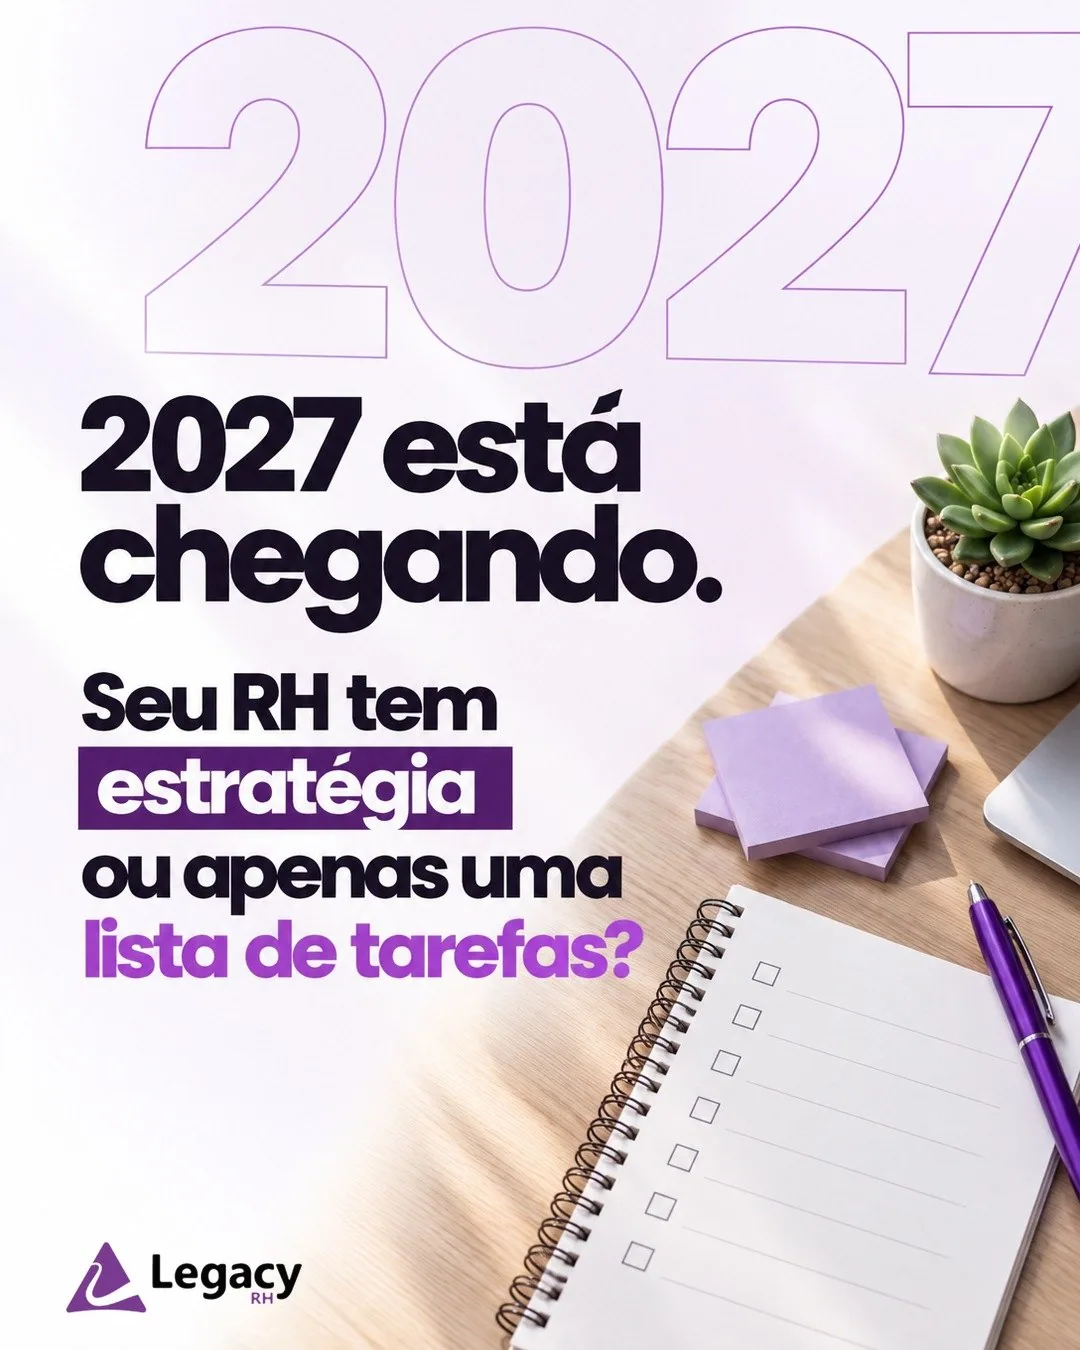 2027
2027 está
chegando.
Seu RH tem
estratégia
ou apenas uma
lista de tarefas?
Legacy
RH